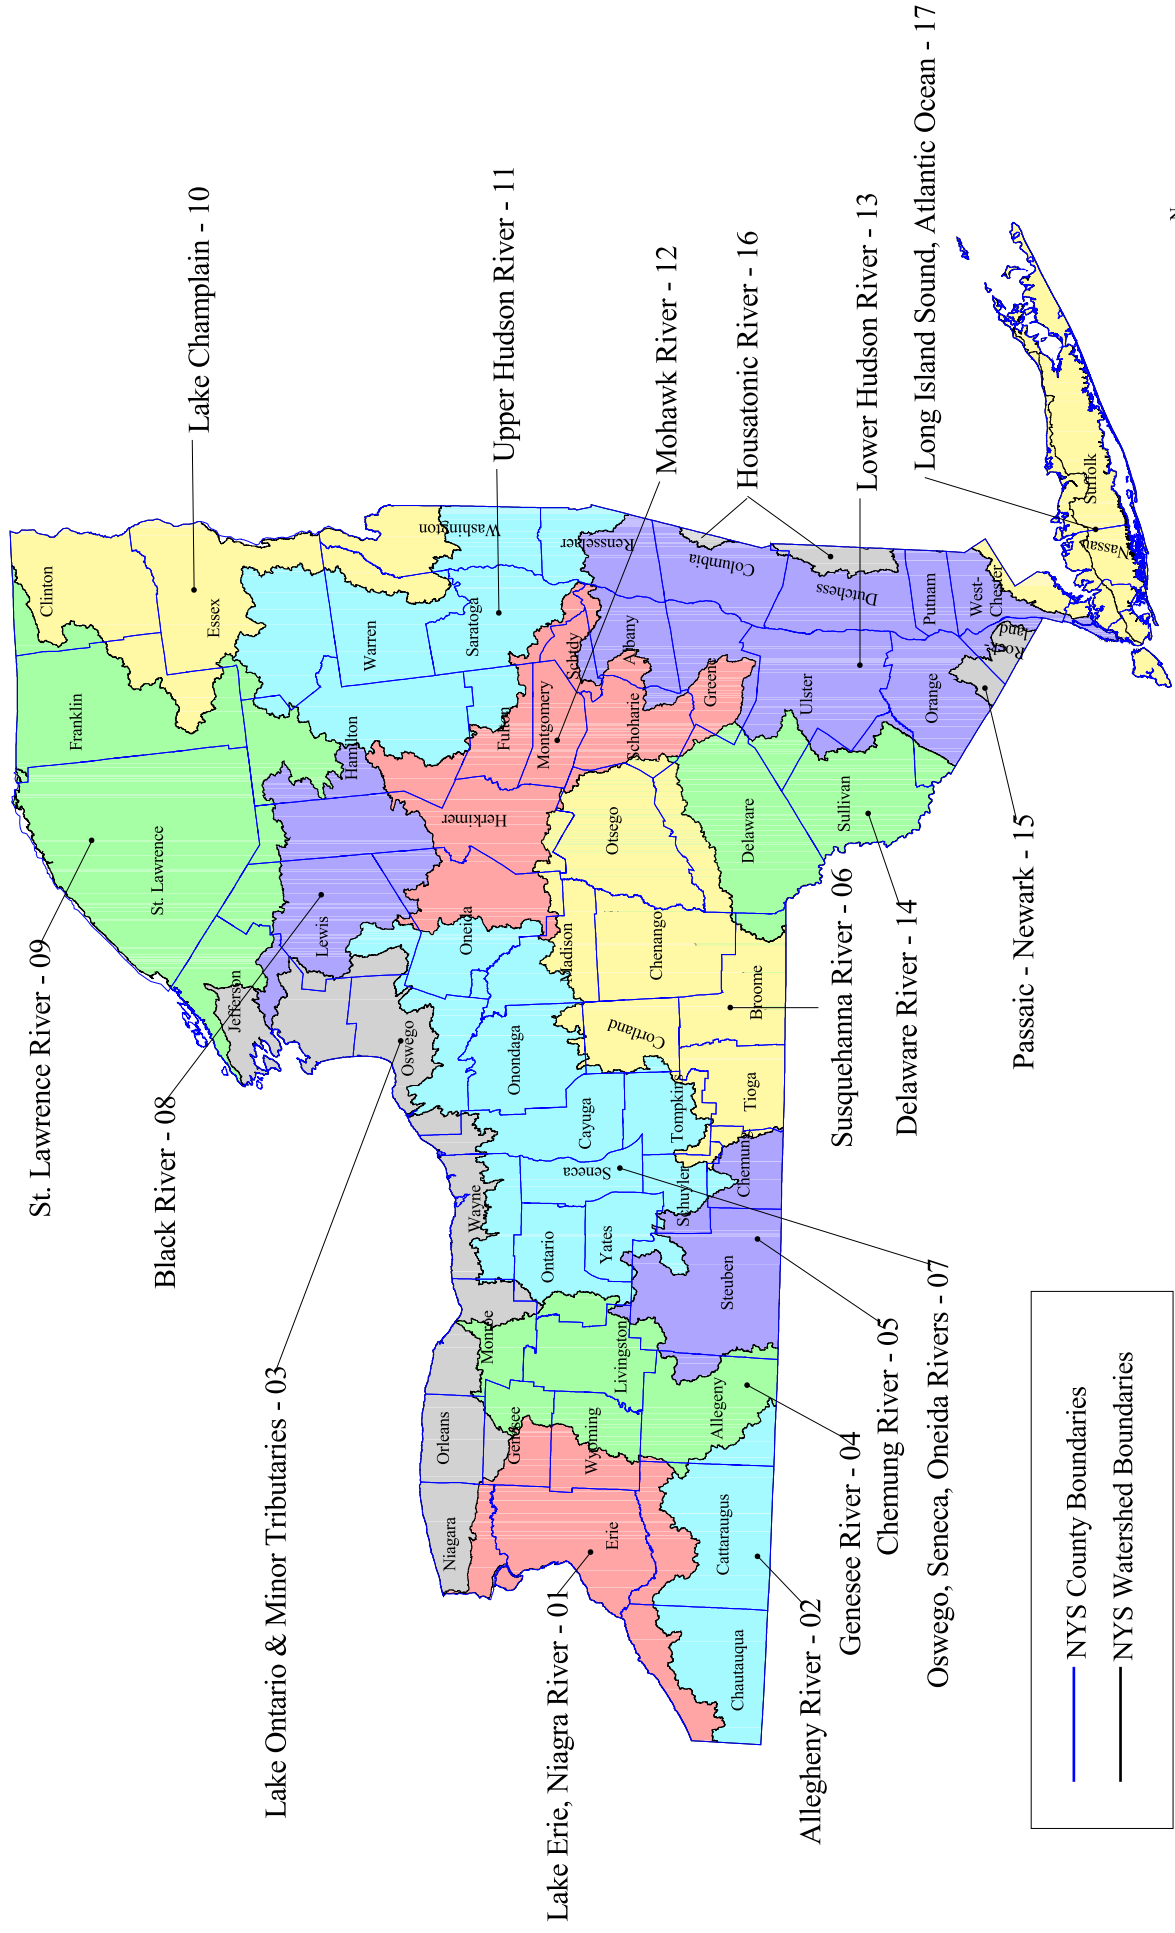 St. Lawrence River - 09
Black River - 08
Lake Ontario & Minor Tributaries - 03
Lake Erie, Niagra River - 01
Allegheny River - 02
Genesee River - 04
Chemung River - 05
Oswego, Seneca, Oneida Rivers - 07
Susquehanna River - 06
Delaware River - 14
Passaic - Newark - 15
Lake Champlain - 10
Upper Hudson River - 11
Mohawk River - 12
Housatonic River - 16
Lower Hudson River - 13
Long Island Sound, Atlantic Ocean - 17
Clinton
Franklin
St. Lawrence
Essex
Jefferson
Lewis
Hamilton
Warren
Washington
Oswego
Oneida
Herkimer
Fulton
Saratoga
Niagara
Orleans
Monroe
Wayne
Onondaga
Madison
Montgomery
Schdy
Rensselaer
Genesee
Ontario
Seneca
Cayuga
Cortland
Chenango
Otsego
Schoharie
Albany
Erie
Wyoming
Livingston
Yates
Schuyler
Tompkins
Greene
Columbia
Chautauqua
Cattaraugus
Allegeny
Steuben
Chemung
Tioga
Broome
Delaware
Ulster
Dutchess
Sullivan
Orange
Putnam
West-
Chester
Rock
land
Nassau
Suffolk
NYS County Boundaries
NYS Watershed Boundaries
N